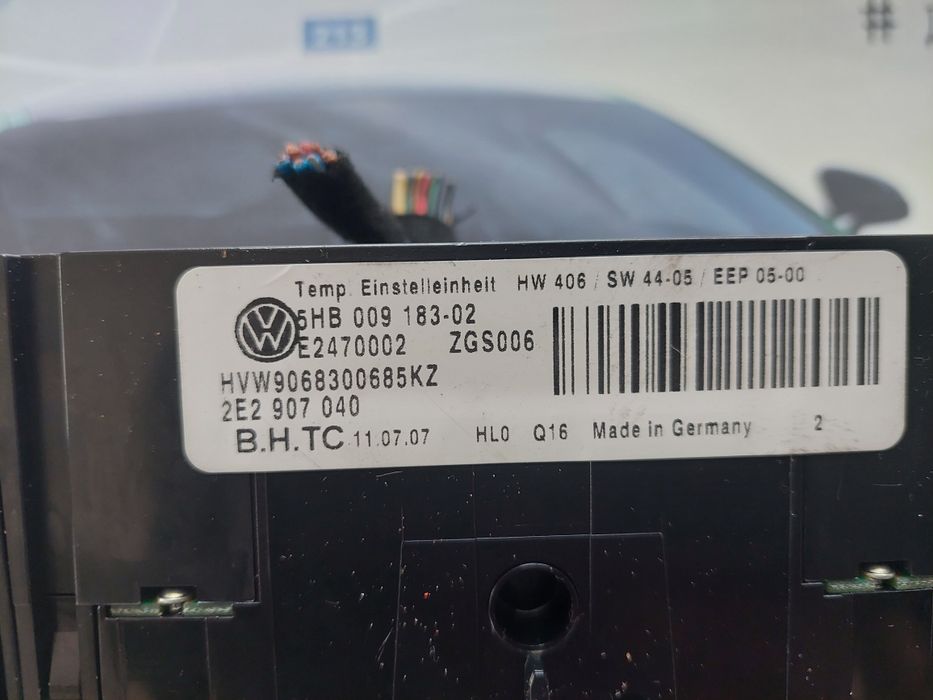 #
Temp. Einstelleinheit HW 406 / SW 44-05 / EEP 05-00
5HB 009 183-02
E2470002 ZGS006
HVW9068300685KZ
2E2 907 040
B.H.TC 11.07.07 HL0 Q16 Made in Germany 2